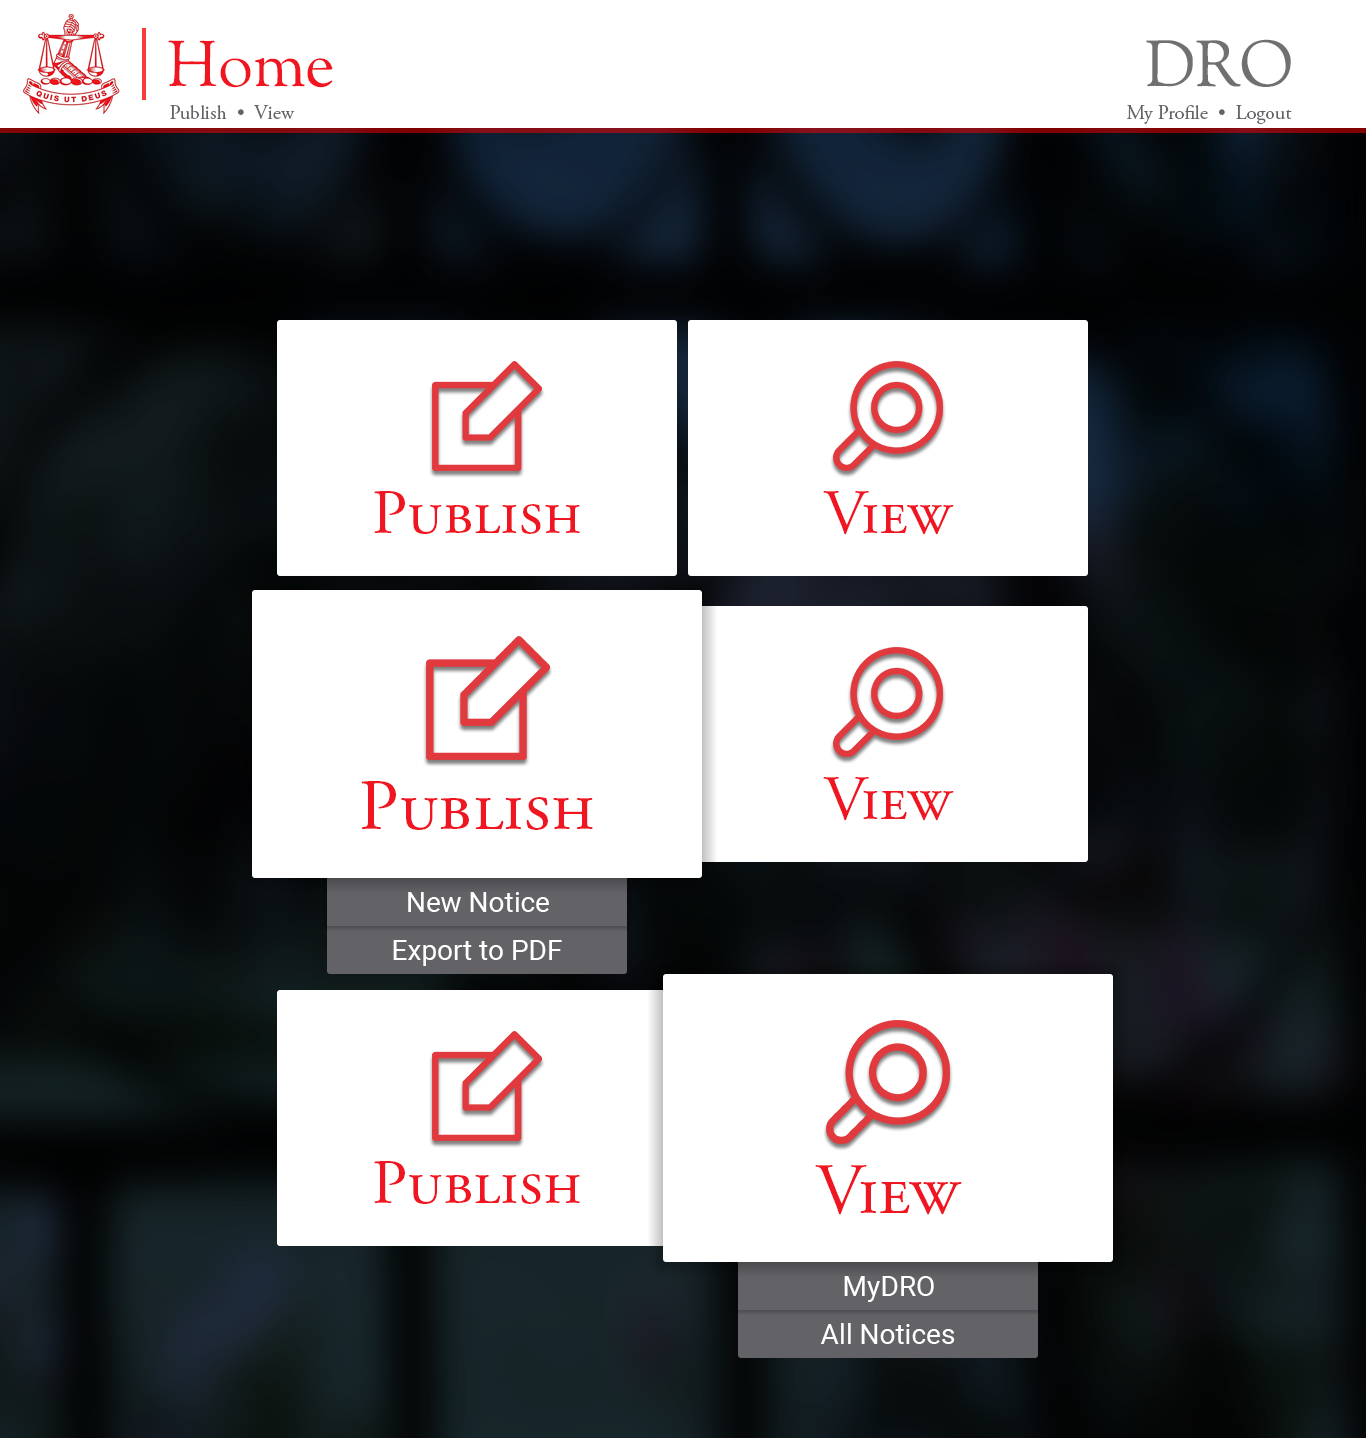 QUIS UT DEUS
Home
Publish • View
DRO
My Profile • Logout
PUBLISH
VIEW
PUBLISH
VIEW
New Notice
Export to PDF
PUBLISH
VIEW
MyDRO
All Notices